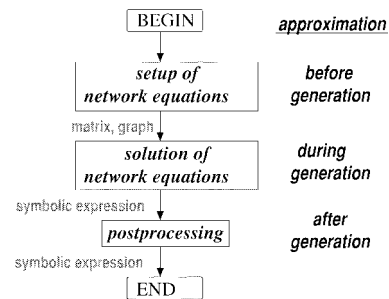 BEGIN
approximation
setup of
network equations
before
generation
matrix, graph
solution of
network equations
during
generation
symbolic expression
postprocessing
after
generation
symbolic expression
END